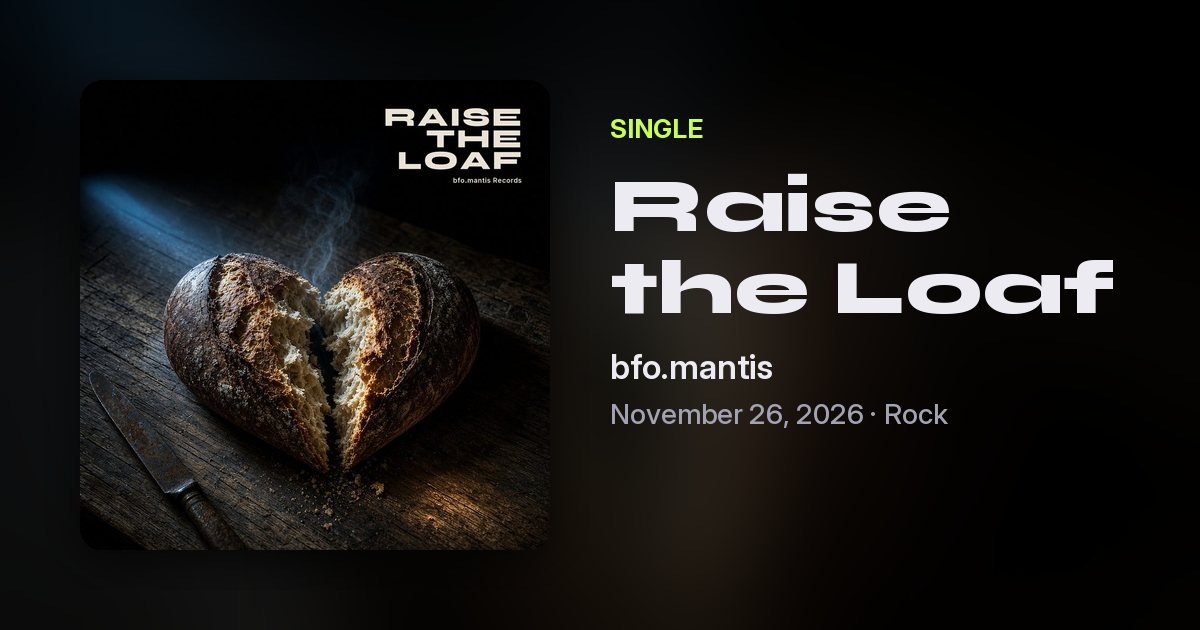 RAISE
THE
LOAF
bfo.mantis Records
SINGLE
Raise
the Loaf
bfo.mantis
November 26, 2026 · Rock